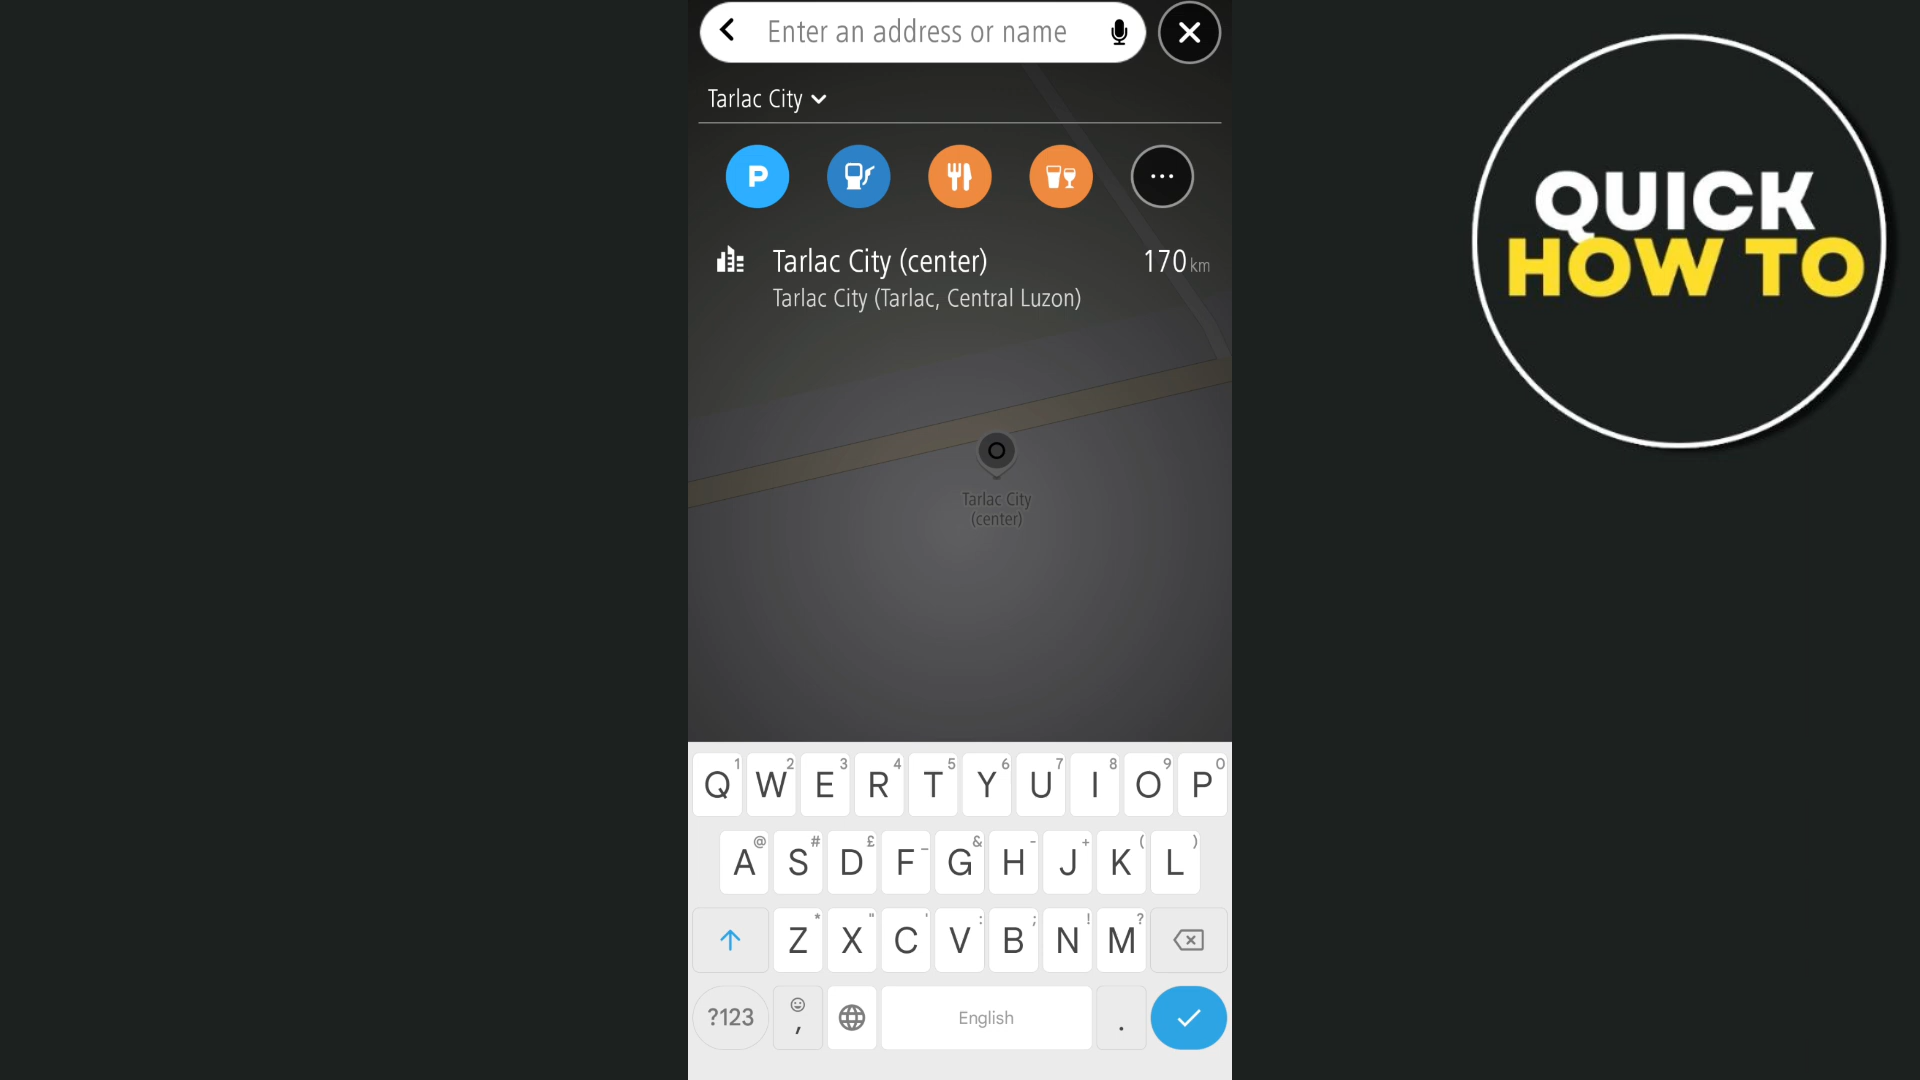 Enter an address or name
Tarlac City
P
QUICK
HOW TO
Tarlac City (center) 170 km
Tarlac City (Tarlac, Central Luzon)
Tarlac City
(center)
1 2 3 4 5 6 7 8 9 0
Q W E R T Y U I O P
@ # £ _ & - + ( )
A S D F G H J K L
* " ' : ; ! ?
Z X C V B N M
?123 , English .